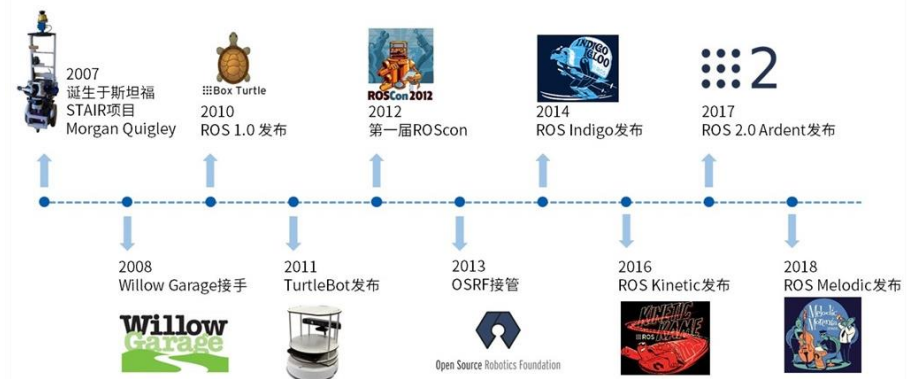 2007
诞生于斯坦福
STAIR项目
Morgan Quigley
Box Turtle
2010
ROS 1.0 发布
ROSCon 2012
2012
第一届ROScon
INDIGO
IGLOO
2014
ROS Indigo发布
2
2017
ROS 2.0 Ardent发布
2008
Willow Garage接手
Willow
Garage
2011
TurtleBot发布
2013
OSRF接管
Open Source Robotics Foundation
2016
ROS Kinetic发布
KINETIC
KAME
ROS
2018
ROS Melodic发布
Melodic
Morenia